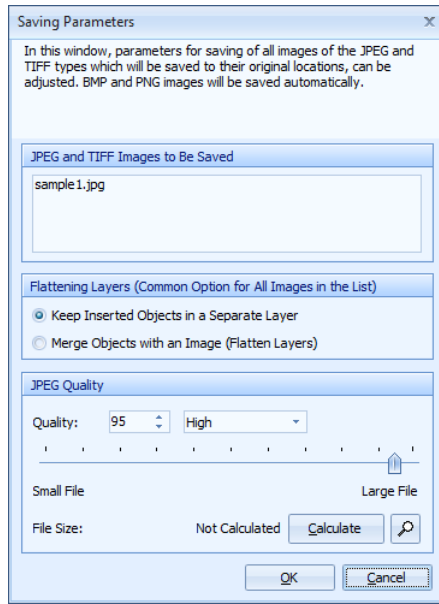 Saving Parameters
In this window, parameters for saving of all images of the JPEG and
TIFF types which will be saved to their original locations, can be
adjusted. BMP and PNG images will be saved automatically.
JPEG and TIFF Images to Be Saved
sample1.jpg
Flattening Layers (Common Option for All Images in the List)
Keep Inserted Objects in a Separate Layer
Merge Objects with an Image (Flatten Layers)
JPEG Quality
Quality: 95 High
Small File Large File
File Size: Not Calculated Calculate
OK Cancel